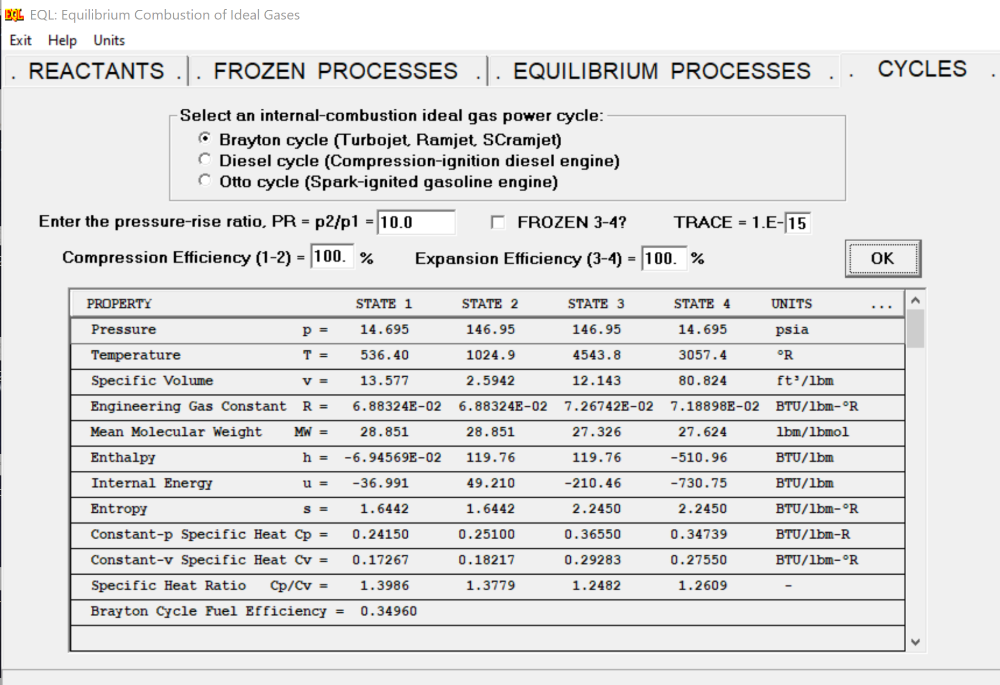 EQL EQL: Equilibrium Combustion of Ideal Gases
Exit Help Units
. REACTANTS . . FROZEN PROCESSES . . EQUILIBRIUM PROCESSES . . CYCLES .
Select an internal-combustion ideal gas power cycle:
Brayton cycle (Turbojet, Ramjet, SCramjet)
Diesel cycle (Compression-ignition diesel engine)
Otto cycle (Spark-ignited gasoline engine)
Enter the pressure-rise ratio, PR = p2/p1 = 10.0 FROZEN 3-4? TRACE = 1.E- 15
Compression Efficiency (1-2) = 100. % Expansion Efficiency (3-4) = 100. % OK
PROPERTY STATE 1 STATE 2 STATE 3 STATE 4 UNITS ...
Pressure p = 14.695 146.95 146.95 14.695 psia
Temperature T = 536.40 1024.9 4543.8 3057.4 °R
Specific Volume v = 13.577 2.5942 12.143 80.824 ft³/lbm
Engineering Gas Constant R = 6.88324E-02 6.88324E-02 7.26742E-02 7.18898E-02 BTU/lbm-°R
Mean Molecular Weight MW = 28.851 28.851 27.326 27.624 lbm/lbmol
Enthalpy h = -6.94569E-02 119.76 119.76 -510.96 BTU/lbm
Internal Energy u = -36.991 49.210 -210.46 -730.75 BTU/lbm
Entropy s = 1.6442 1.6442 2.2450 2.2450 BTU/lbm-°R
Constant-p Specific Heat Cp = 0.24150 0.25100 0.36550 0.34739 BTU/lbm-R
Constant-v Specific Heat Cv = 0.17267 0.18217 0.29283 0.27550 BTU/lbm-°R
Specific Heat Ratio Cp/Cv = 1.3986 1.3779 1.2482 1.2609 -
Brayton Cycle Fuel Efficiency = 0.34960